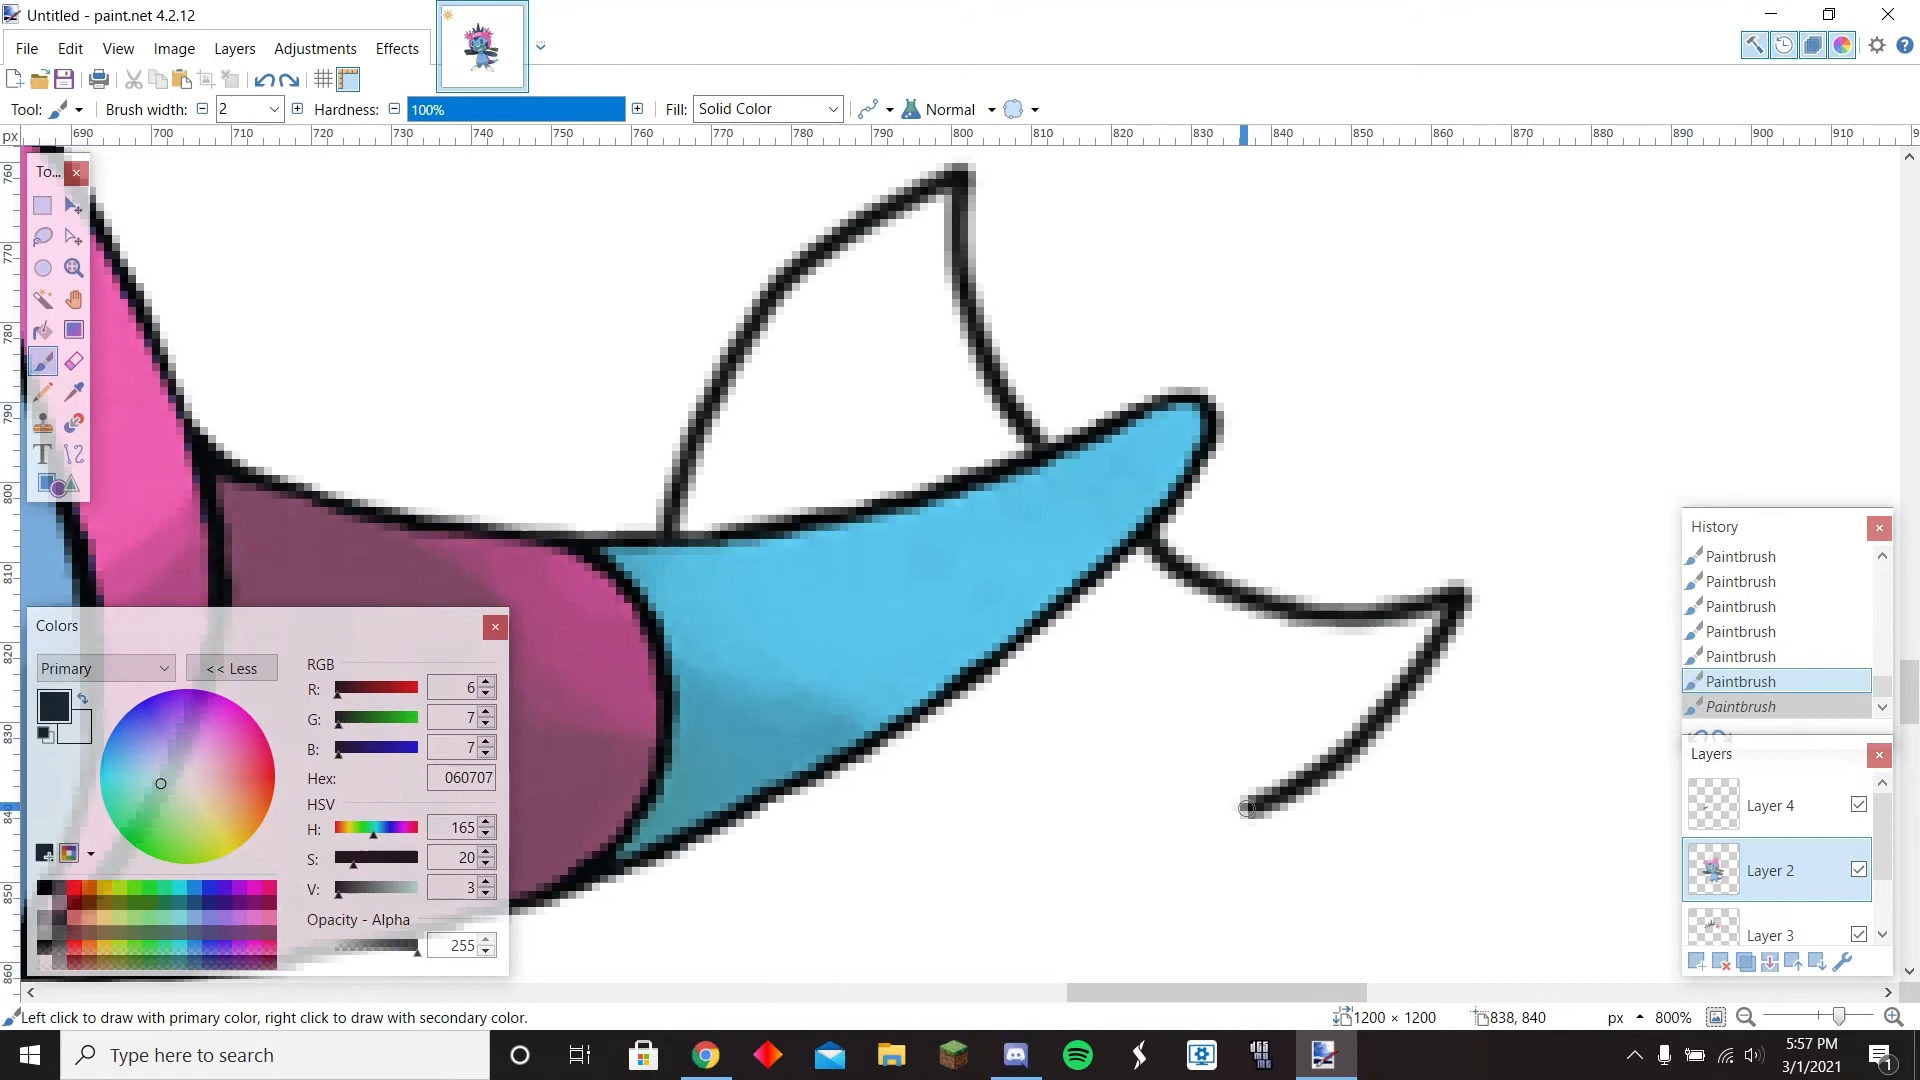 Untitled - paint.net 4.2.12
File Edit View Image Layers Adjustments Effects
Tool: Brush width: 2 Hardness: 100% Fill: Solid Color Normal
px 690 700 710 720 730 740 750 760 770 780 790 800 810 820 830 840 850 860 870 880 890 900 910 9
760
770
780
790
800
810
820
830
840
850
860
To...
T
History
Paintbrush
Paintbrush
Paintbrush
Paintbrush
Paintbrush
Paintbrush
Paintbrush
Colors
Primary
<< Less
RGB
R: 6
G: 7
B: 7
Hex: 060707
HSV
H: 165
S: 20
V: 3
Opacity - Alpha
255
Layers
Layer 4
Layer 2
Layer 3
Left click to draw with primary color, right click to draw with secondary color.
1200 × 1200
838, 840
px
800%
Type here to search
5:57 PM
3/1/2021
1